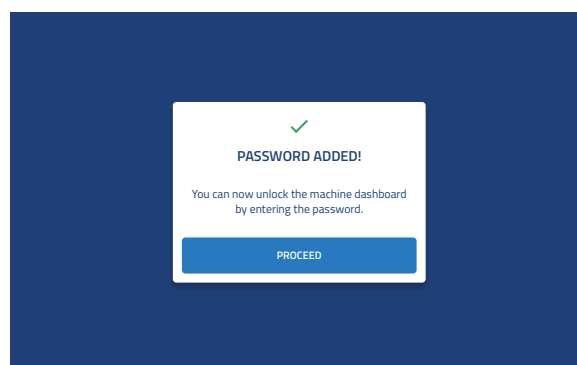 PASSWORD ADDED!
You can now unlock the machine dashboard
by entering the password.
PROCEED